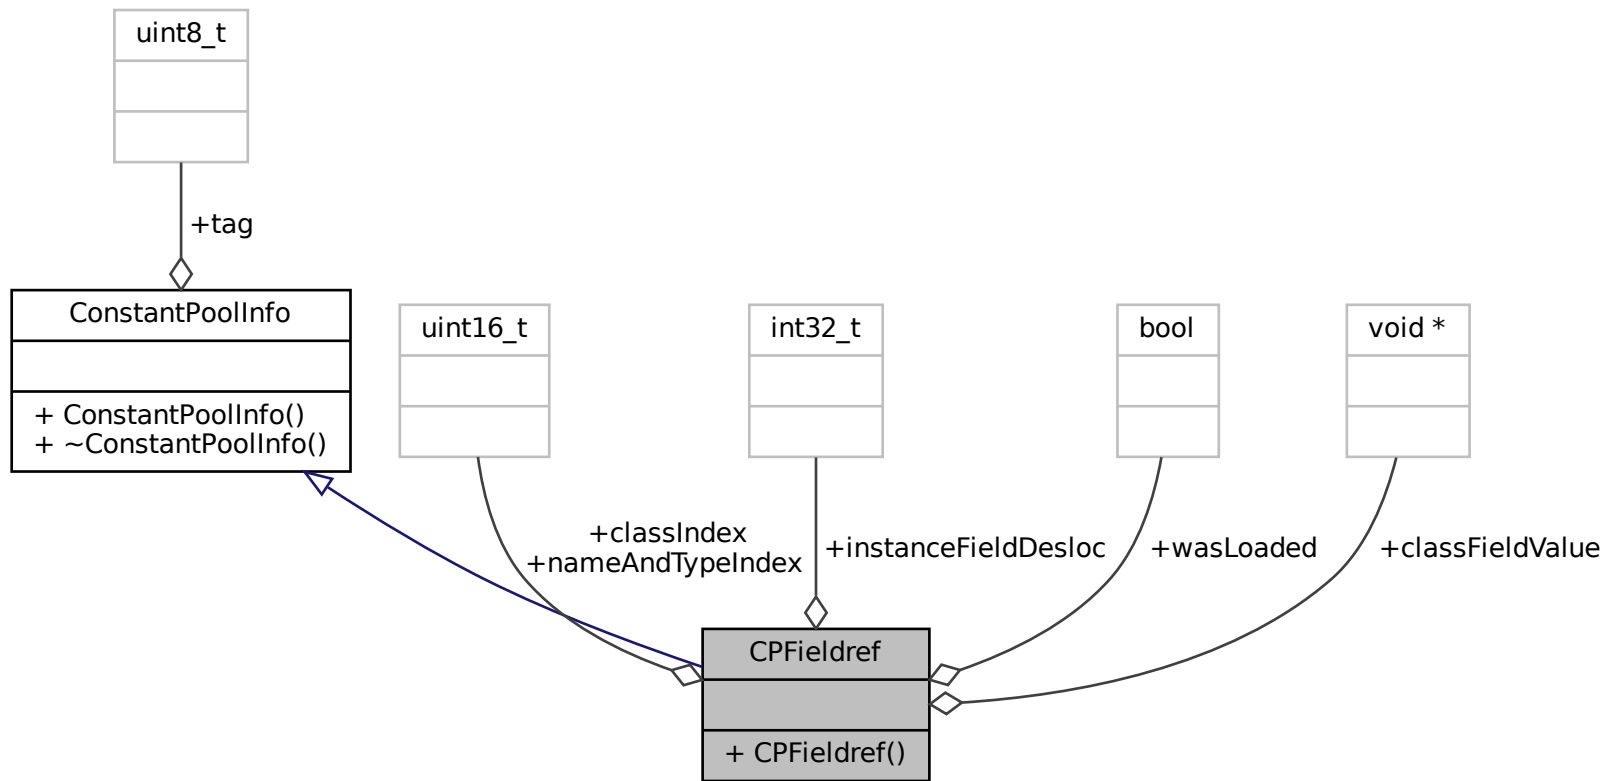 uint8_t
+tag
ConstantPoolInfo
+ ConstantPoolInfo()
+ ~ConstantPoolInfo()
uint16_t
int32_t
bool
void *
+classIndex
+nameAndTypeIndex
+instanceFieldDesloc
+wasLoaded
+classFieldValue
CPFieldref
+ CPFieldref()